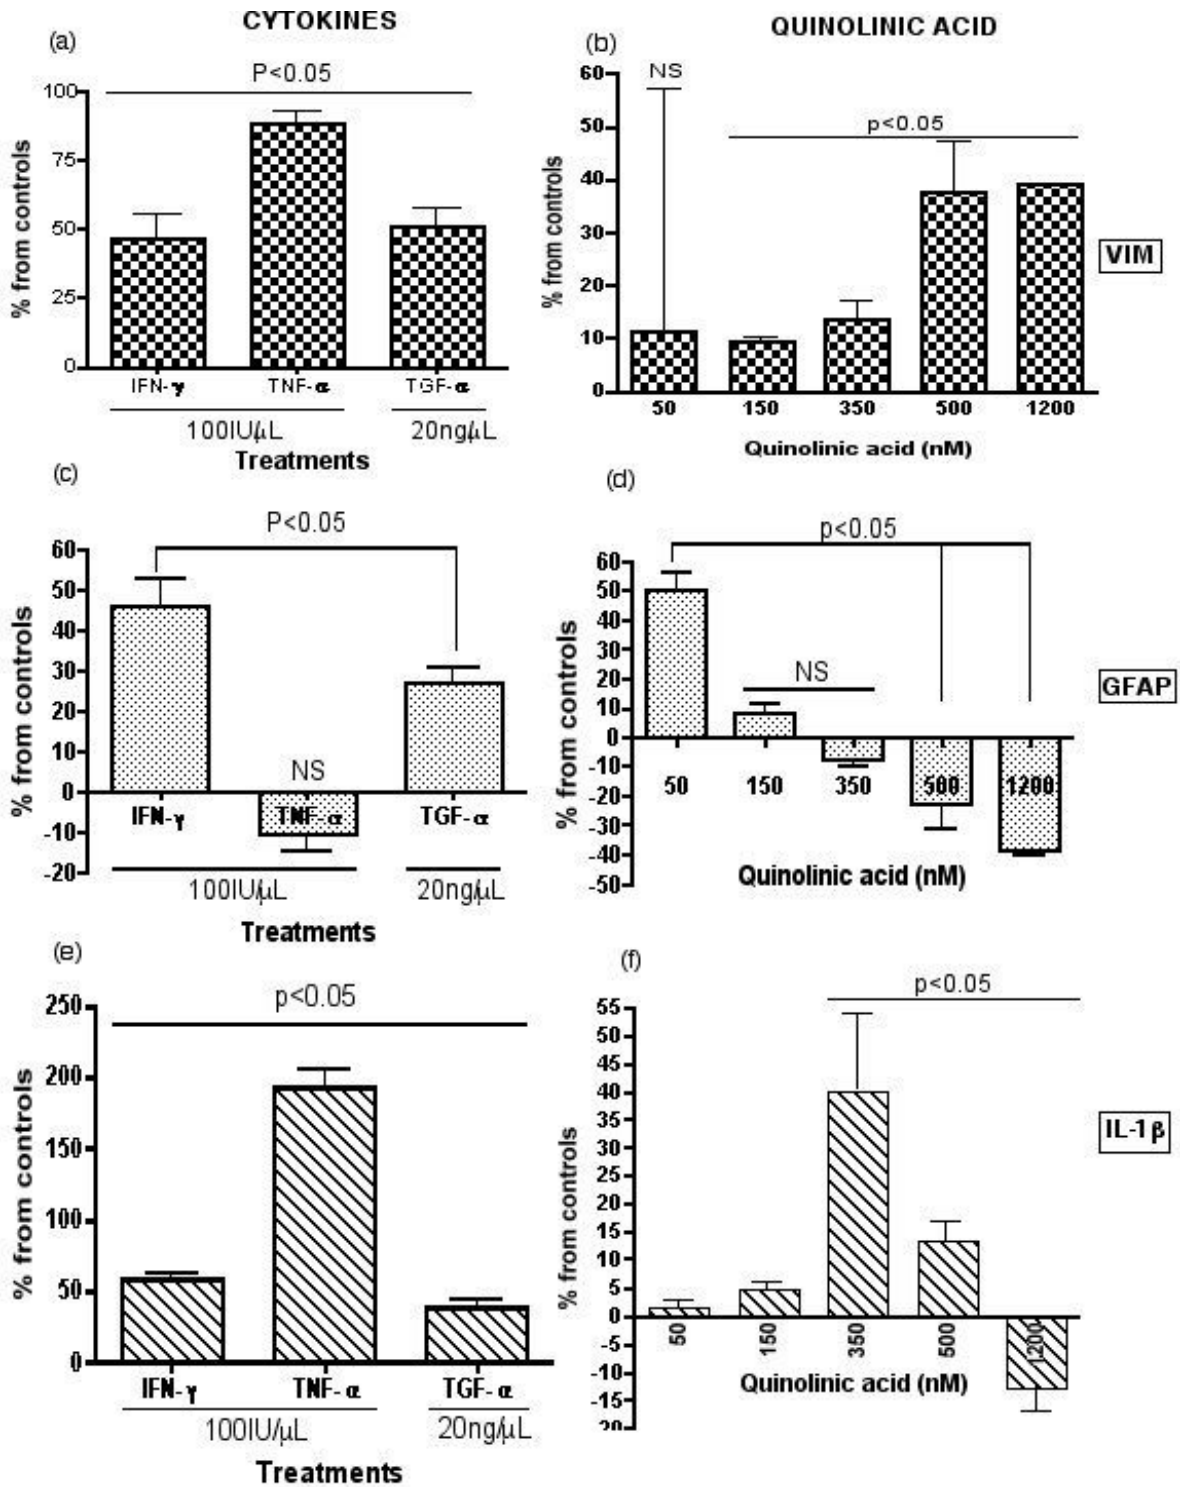 CYTOKINES
QUINOLINIC ACID
(a)
P<0.05
% from controls
100
75
50
25
0
IFN-γ TNF-α TGF-α
100IU/μL 20ng/μL
Treatments
(b)
NS
p<0.05
% from controls
60
50
40
30
20
10
0
50 150 350 500 1200
Quinolinic acid (nM)
VIM
(c)
P<0.05
% from controls
60
50
40
30
20
10
0
-10
-20
NS
IFN-γ TNF-α TGF-α
100IU/μL 20ng/μL
Treatments
(d)
p<0.05
% from controls
60
50
40
30
20
10
0
-10
-20
-30
-40
-50
NS
50 150 350 500 1200
Quinolinic acid (nM)
GFAP
(e)
p<0.05
% from controls
250
200
150
100
50
0
IFN-γ TNF-α TGF-α
100IU/μL 20ng/μL
Treatments
(f)
p<0.05
% from controls
55
50
45
40
35
30
25
20
15
10
5
0
-5
-10
-15
20
50 150 350 500 1200
Quinolinic acid (nM)
IL-1β